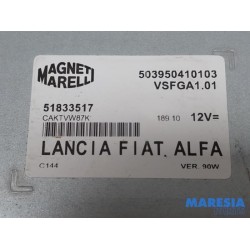 MAGNETI
MARELLI
503950410103
VSFGA1.01
51833517
CAKTVW87K
189 10
12V=
LANCIA FIAT. ALFA
C144
VER. 90W
MARESIA